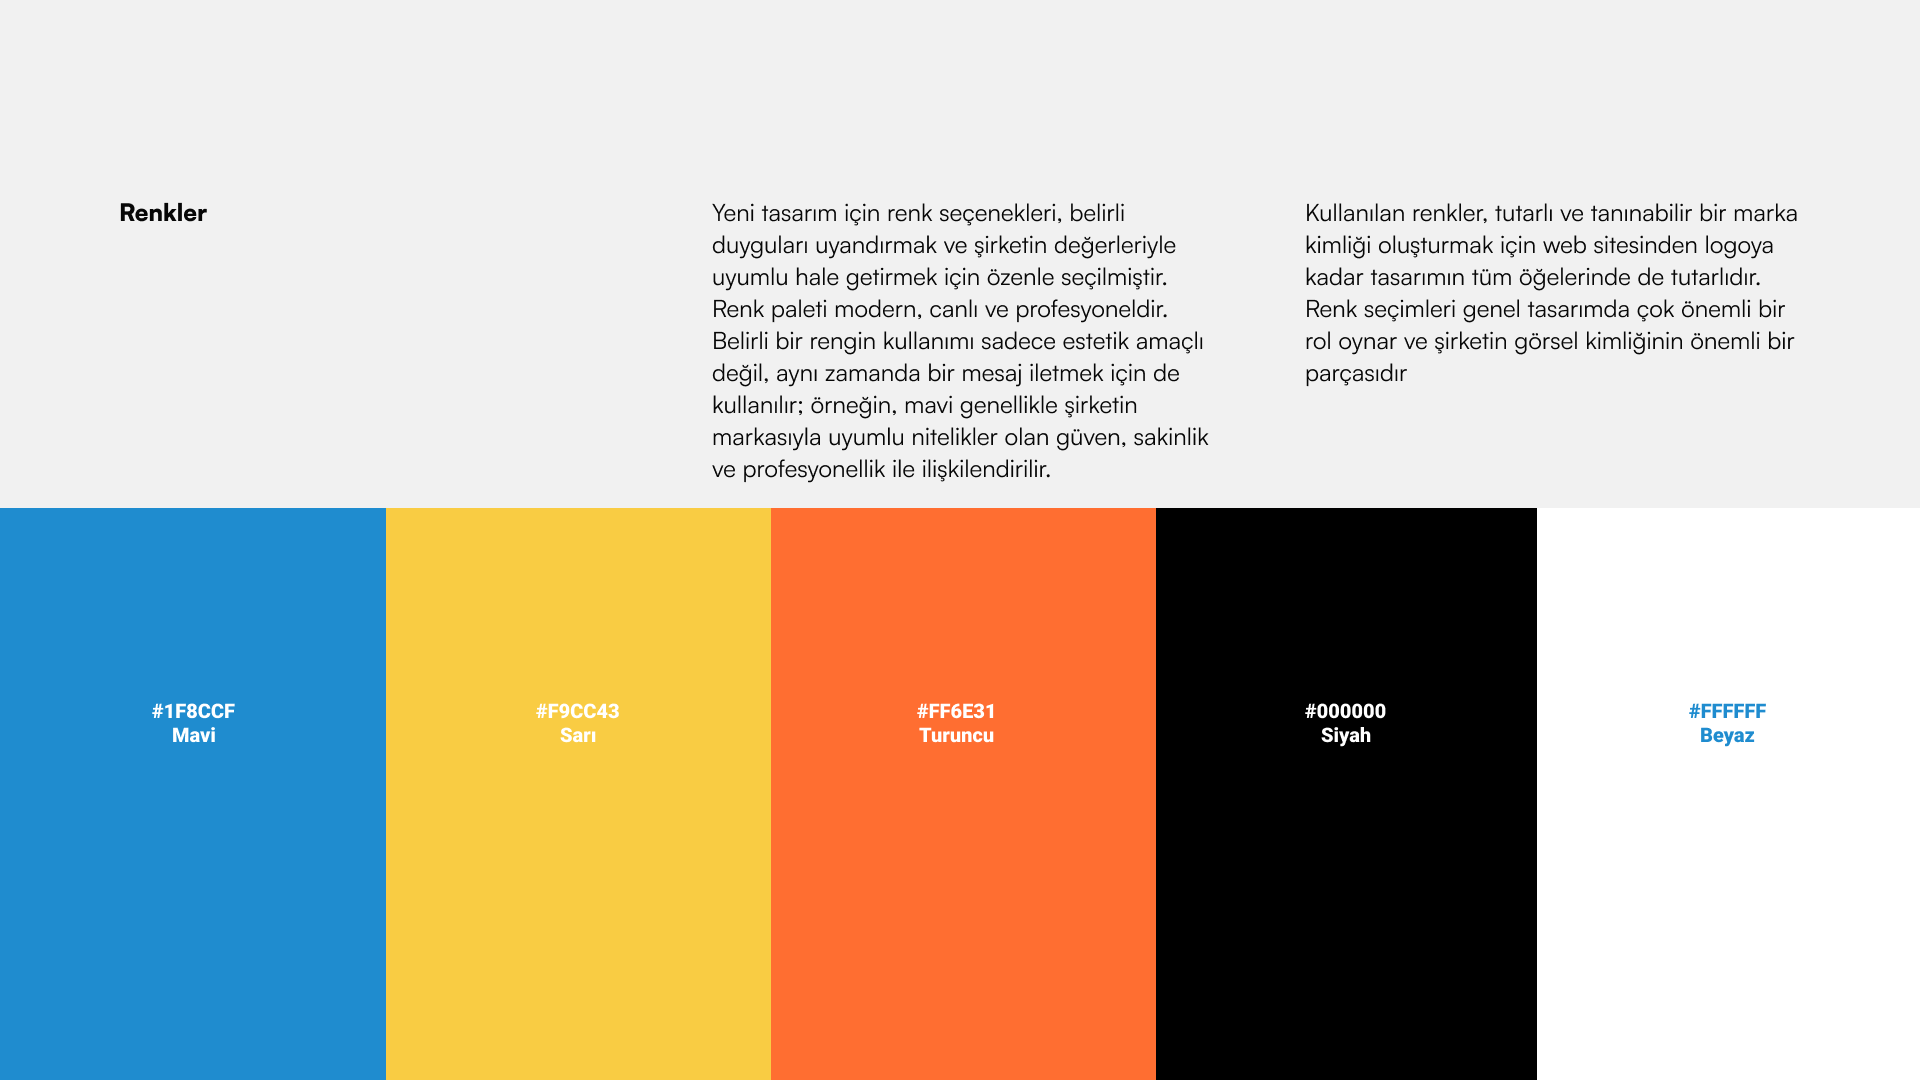 Renkler
Yeni tasarım için renk seçenekleri, belirli
duyguları uyandırmak ve şirketin değerleriyle
uyumlu hale getirmek için özenle seçilmiştir.
Renk paleti modern, canlı ve profesyoneldir.
Belirli bir rengin kullanımı sadece estetik amaçlı
değil, aynı zamanda bir mesaj iletmek için de
kullanılır; örneğin, mavi genellikle şirketin
markasıyla uyumlu nitelikler olan güven, sakinlik
ve profesyonellik ile ilişkilendirilir.
Kullanılan renkler, tutarlı ve tanınabilir bir marka
kimliği oluşturmak için web sitesinden logoya
kadar tasarımın tüm öğelerinde de tutarlıdır.
Renk seçimleri genel tasarımda çok önemli bir
rol oynar ve şirketin görsel kimliğinin önemli bir
parçasıdır
#1F8CCF
Mavi
#F9CC43
Sarı
#FF6E31
Turuncu
#000000
Siyah
#FFFFFF
Beyaz